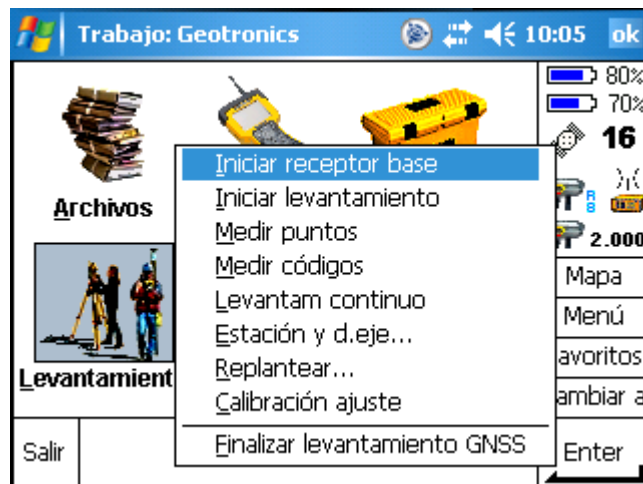 Trabajo: Geotronics
10:05
ok
80%
70%
16
Archivos
R
8
2.000
Iniciar receptor base
Iniciar levantamiento
Medir puntos
Medir códigos
Levantam continuo
Estación y d.eje...
Replantear...
Calibración ajuste
Finalizar levantamiento GNSS
Levantamient
Mapa
Menú
avoritos
ambiar a
Salir
Enter